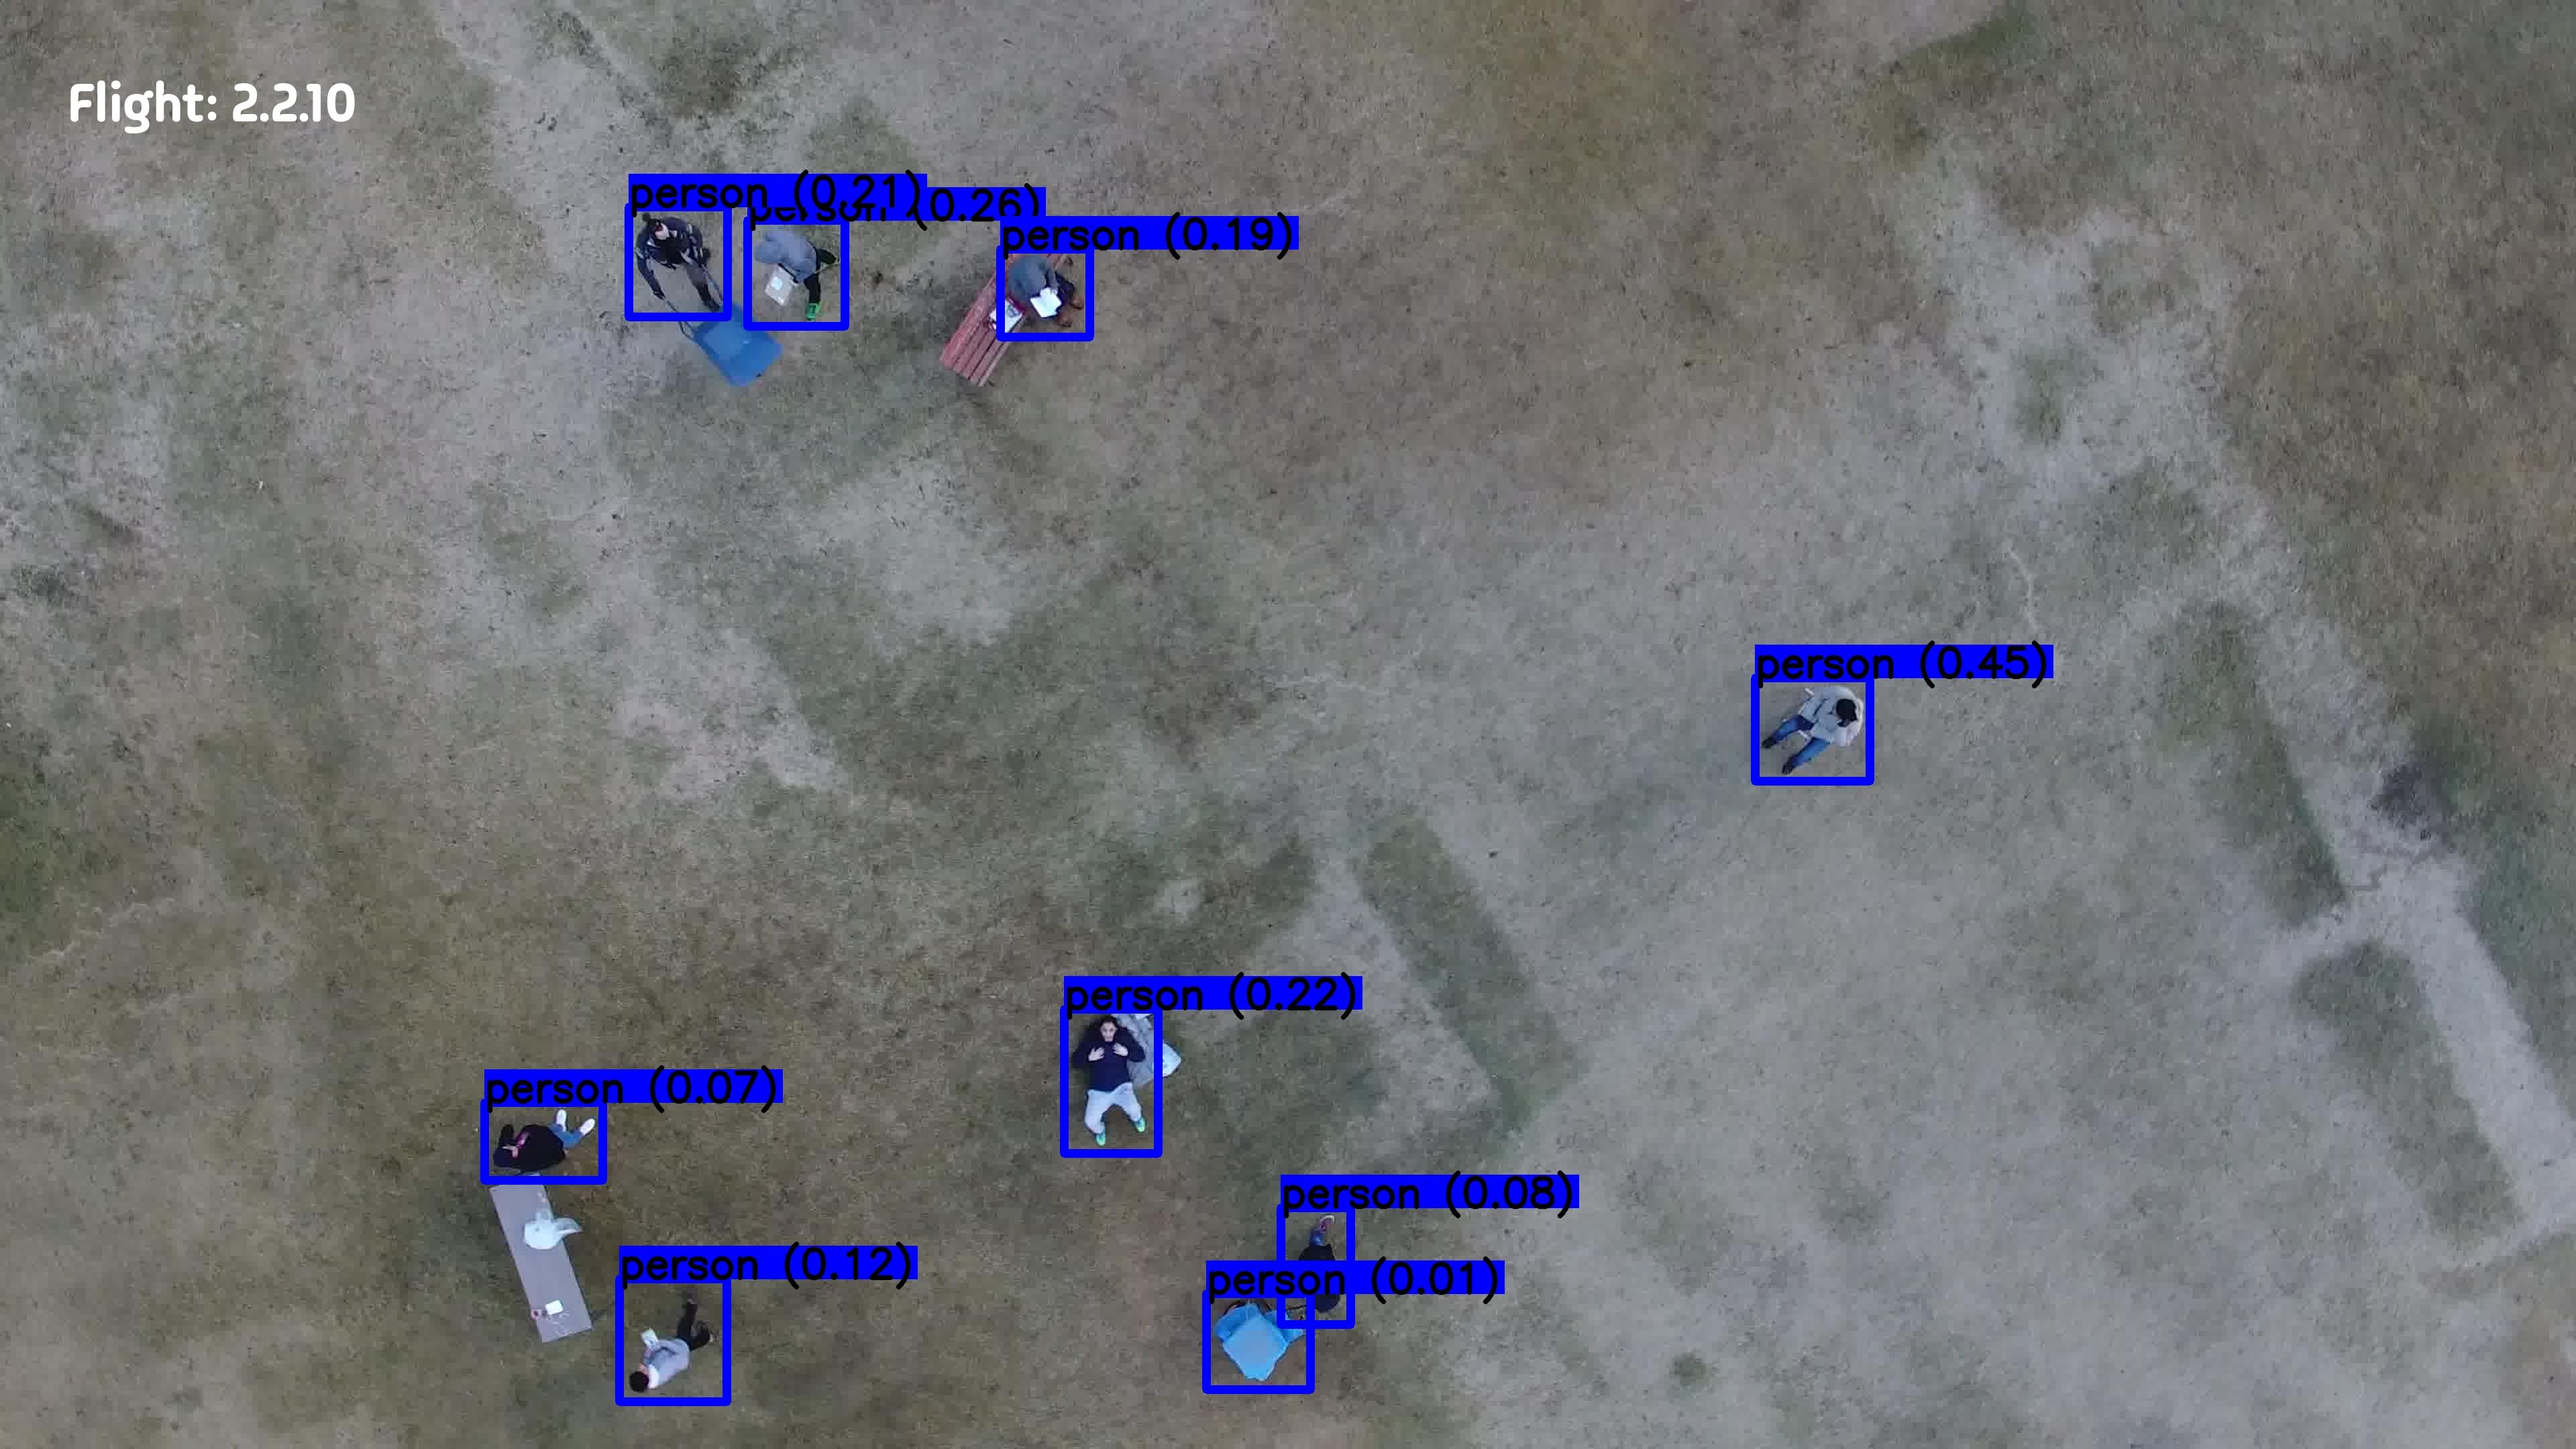 Flight: 2.2.10
person (0.21)
person (0.26)
person (0.19)
person (0.45)
person (0.22)
person (0.07)
person (0.08)
person (0.12)
person (0.01)